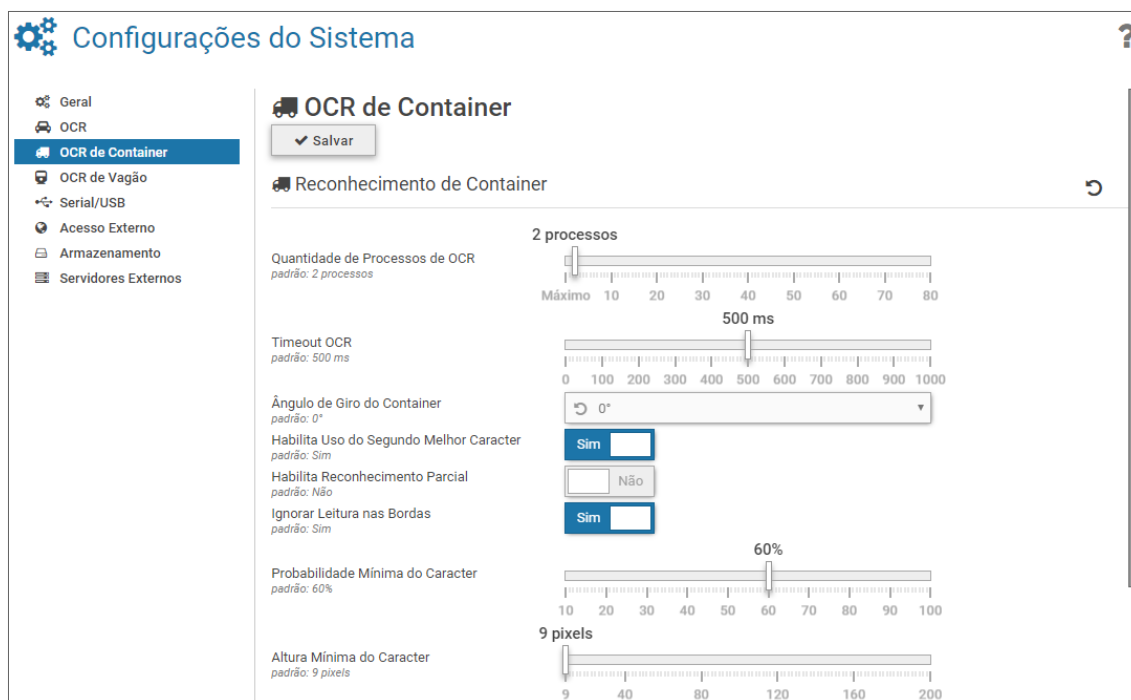 Configurações do Sistema
?
Geral
OCR
OCR de Container
OCR de Vagão
Serial/USB
Acesso Externo
Armazenamento
Servidores Externos
OCR de Container
Salvar
Reconhecimento de Container
2 processos
Quantidade de Processos de OCR
padrão: 2 processos
Máximo 10 20 30 40 50 60 70 80
500 ms
Timeout OCR
padrão: 500 ms
0 100 200 300 400 500 600 700 800 900 1000
Ângulo de Giro do Container
padrão: 0°
0°
Habilita Uso do Segundo Melhor Caracter
padrão: Sim
Sim
Habilita Reconhecimento Parcial
padrão: Não
Não
Ignorar Leitura nas Bordas
padrão: Sim
Sim
60%
Probabilidade Mínima do Caracter
padrão: 60%
10 20 30 40 50 60 70 80 90 100
9 pixels
Altura Mínima do Caracter
padrão: 9 pixels
9 40 80 120 160 200